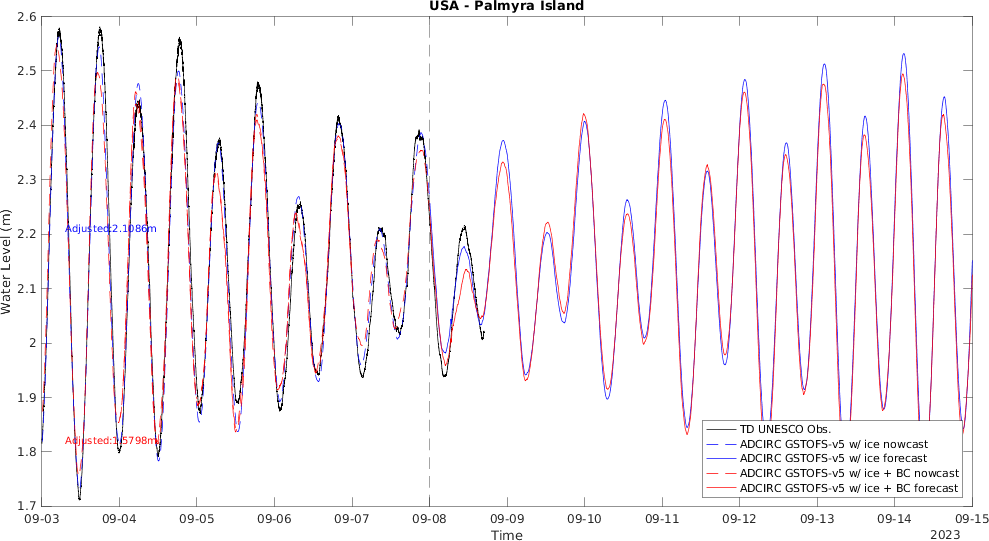 USA - Palmyra Island
2.6
2.5
2.4
2.3
2.2
2.1
2
1.9
1.8
1.7
Water Level (m)
Adjusted:2.1086m
Adjusted:1.5798m
TD UNESCO Obs.
ADCIRC GSTOFS-v5 w/ ice nowcast
ADCIRC GSTOFS-v5 w/ ice forecast
ADCIRC GSTOFS-v5 w/ ice + BC nowcast
ADCIRC GSTOFS-v5 w/ ice + BC forecast
09-03 09-04 09-05 09-06 09-07 09-08 09-09 09-10 09-11 09-12 09-13 09-14 09-15
Time
2023